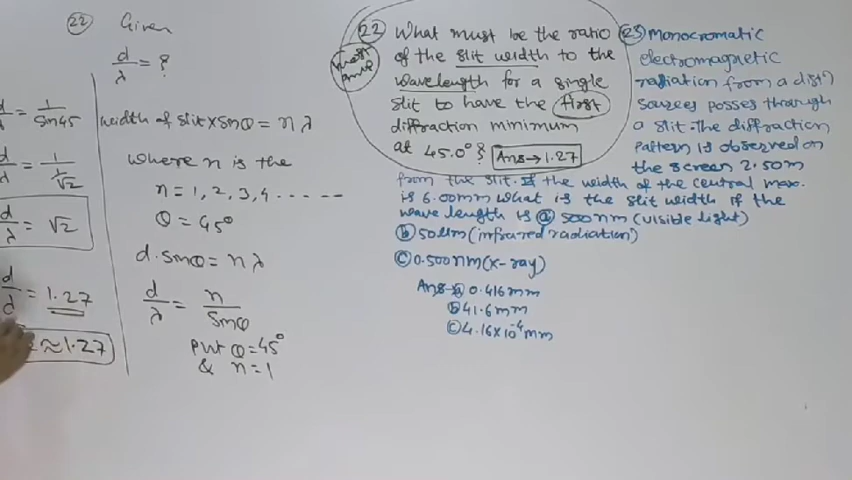 22 Given
d/λ = ?
d/λ = 1/Sin45
d/λ = 1/1/√2
d/λ = √2
= 1.27
≈1.27
width of slit × sinθ = n λ
where n is the
n = 1, 2, 3, 4 - - - - -
θ = 45°
d. sinθ = n λ
d/λ = n/Sinθ
put θ = 45°
& n = 1
22 What must be the ratio
of the slit width to the
wavelength for a single
slit to have the first
diffraction minimum
at 45.0° ? Ans→1.27
23 Monocromatic
electromagnetic
radiation from a
Sources posses through
a slit. The diffraction
pattern is observed on
the screen 2.50m
from the slit. If the width of the central max.
is 6.00mm what is the slit width if the
wave length is a 500nm (visible light)
b 50μm (infrared radiation)
c 0.500nm (x-ray)
Ans→ a 0.416mm
b 41.6mm
c 4.16×10⁻⁴mm